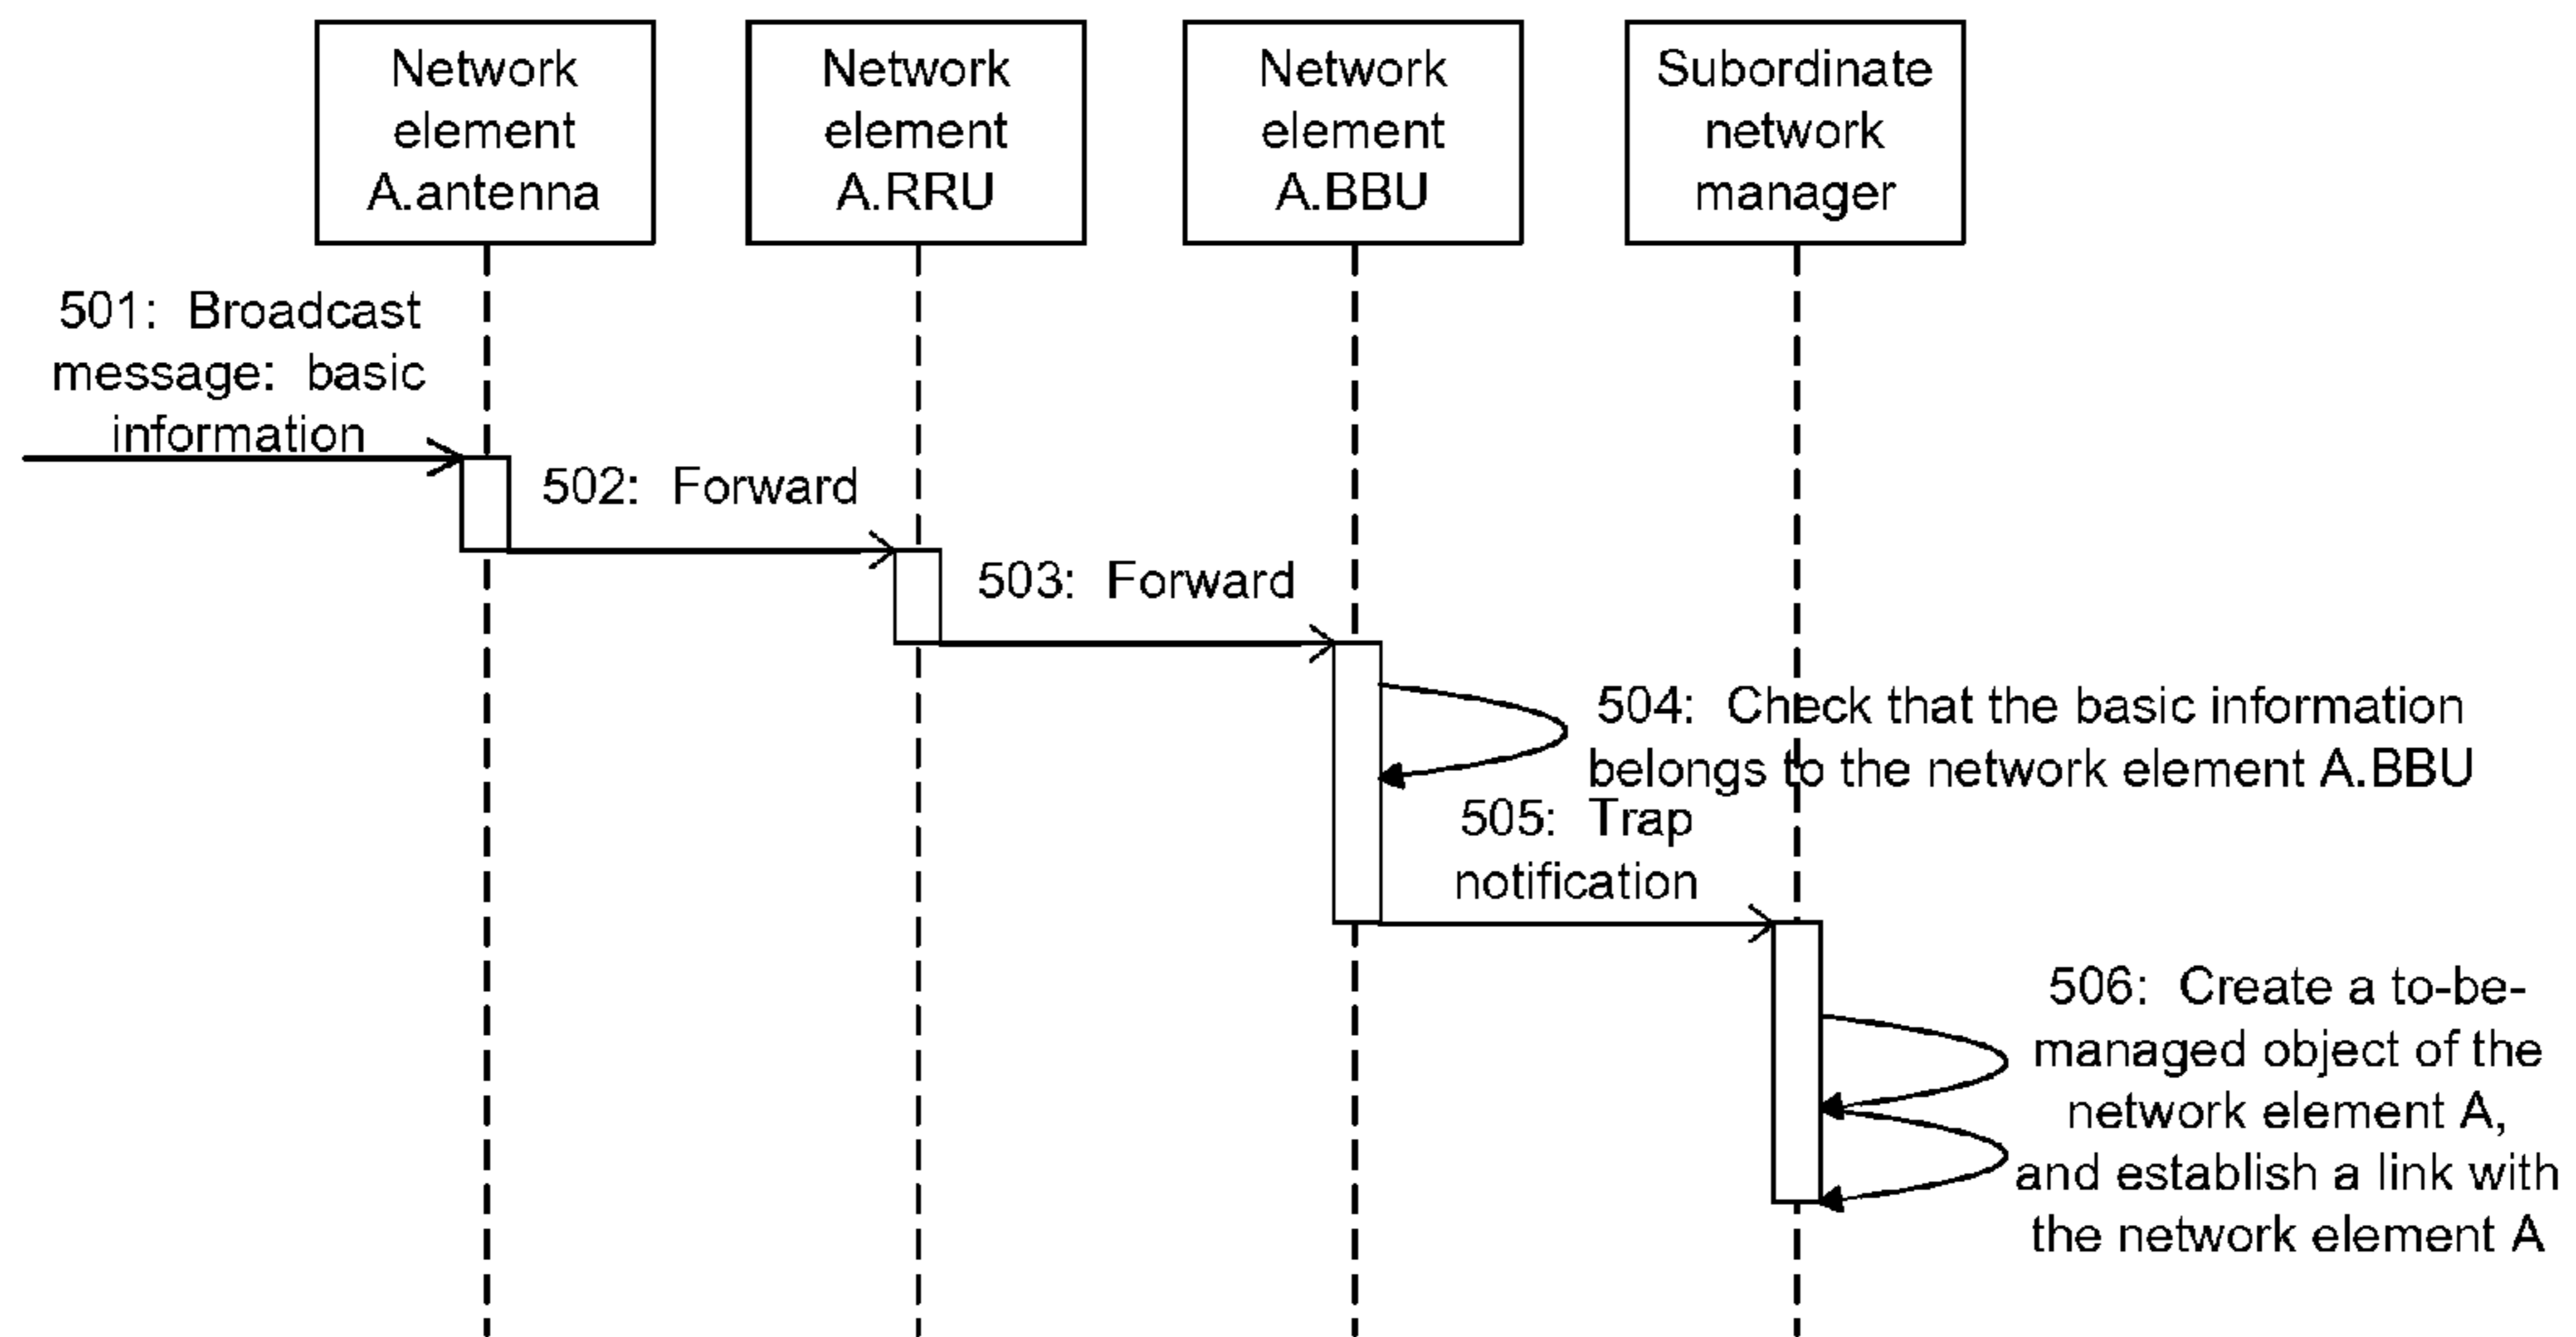 Network
element
A.antenna
Network
element
A.RRU
Network
element
A.BBU
Subordinate
network
manager
501: Broadcast
message: basic
information
502: Forward
503: Forward
504: Check that the basic information
belongs to the network element A.BBU
505: Trap
notification
506: Create a to-be-
managed object of the
network element A,
and establish a link with
the network element A